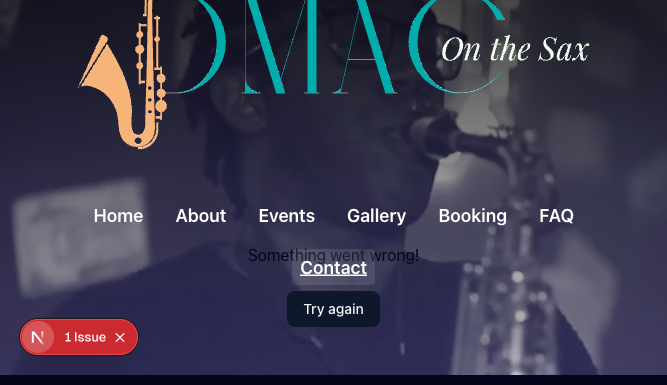 DMAC
On the Sax
Home About Events Gallery Booking FAQ
Something went wrong!
Contact
Try again
N 1 Issue